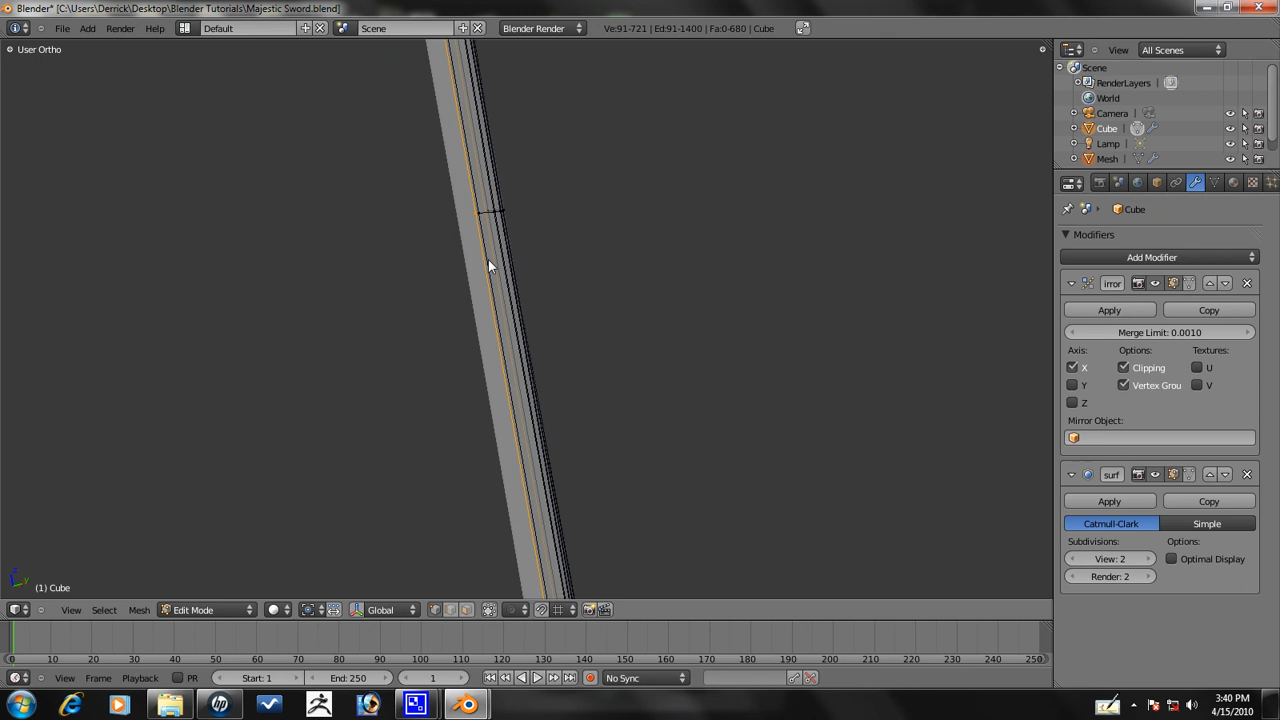 Blender* [C:\Users\Derrick\Desktop\Blender Tutorials\Majestic Sword.blend]
File Add Render Help Default Scene Blender Render Ve:91-721 | Ed:91-1400 | Fa:0-680 | Cube
User Ortho
View All Scenes
Scene
RenderLayers |
World
Camera |
Cube |
Lamp |
Mesh |
Cube
Modifiers
Add Modifier
irror
Apply Copy
Merge Limit: 0.0010
Axis: Options: Textures:
X Clipping U
Y Vertex Grou V
Z
Mirror Object:
surf
Apply Copy
Catmull-Clark Simple
Subdivisions: Options:
View: 2 Optimal Display
Render: 2
(1) Cube
View Select Mesh Edit Mode Global
0 10 20 30 40 50 60 70 80 90 100 110 120 130 140 150 160 170 180 190 200 210 220 230 240 250
View Frame Playback PR Start: 1 End: 250 1 No Sync
3:40 PM
4/15/2010